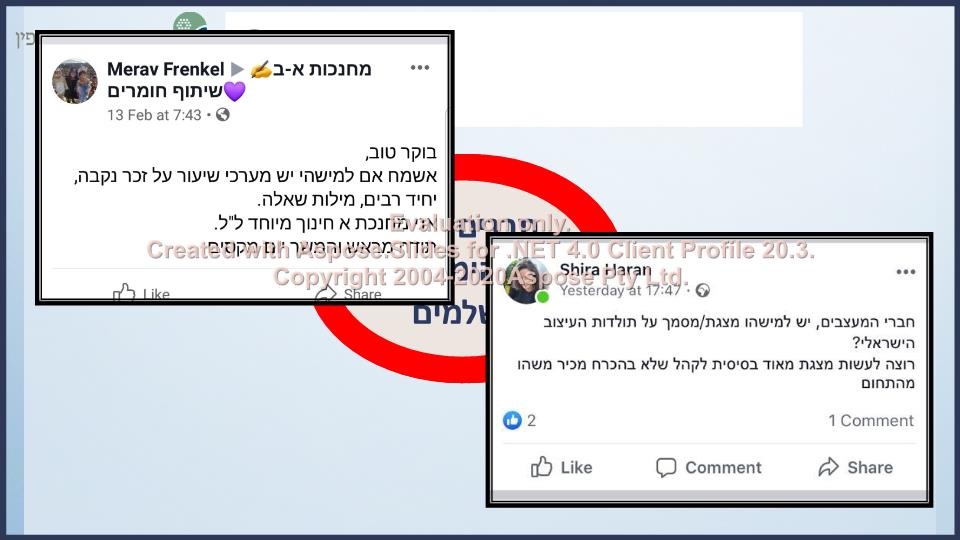 Merav Frenkel ▶ ✍️מחנכות א-ב
שיתוף חומרים💜
13 Feb at 7:43
בוקר טוב,
אשמח אם למישהי יש מערכי שיעור על זכר נקבה,
יחיד רבים, מילות שאלה.
אני מחנכת א חינוך מיוחד ל"ל.
תודה מראש והמשך יום מקסים
Like
Share
Evaluation only.
Created with Aspose.Slides for .NET 4.0 Client Profile 20.3.
Copyright 2004-2020Aspose Pty Ltd.
Shira Haran
Yesterday at 17:47
חברי המעצבים, יש למישהו מצגת/מסמך על תולדות העיצוב
הישראלי?
רוצה לעשות מצגת מאוד בסיסית לקהל שלא בהכרח מכיר משהו
מהתחום
2
1 Comment
Like
Comment
Share